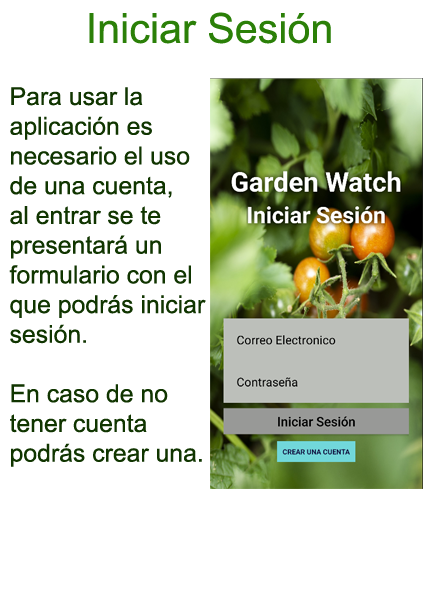 Iniciar Sesión
Para usar la
aplicación es
necesario el uso
de una cuenta,
al entrar se te
presentará un
formulario con el
que podrás iniciar
sesión.
En caso de no
tener cuenta
podrás crear una.
Garden Watch
Iniciar Sesión
Correo Electronico
Contraseña
Iniciar Sesión
CREAR UNA CUENTA